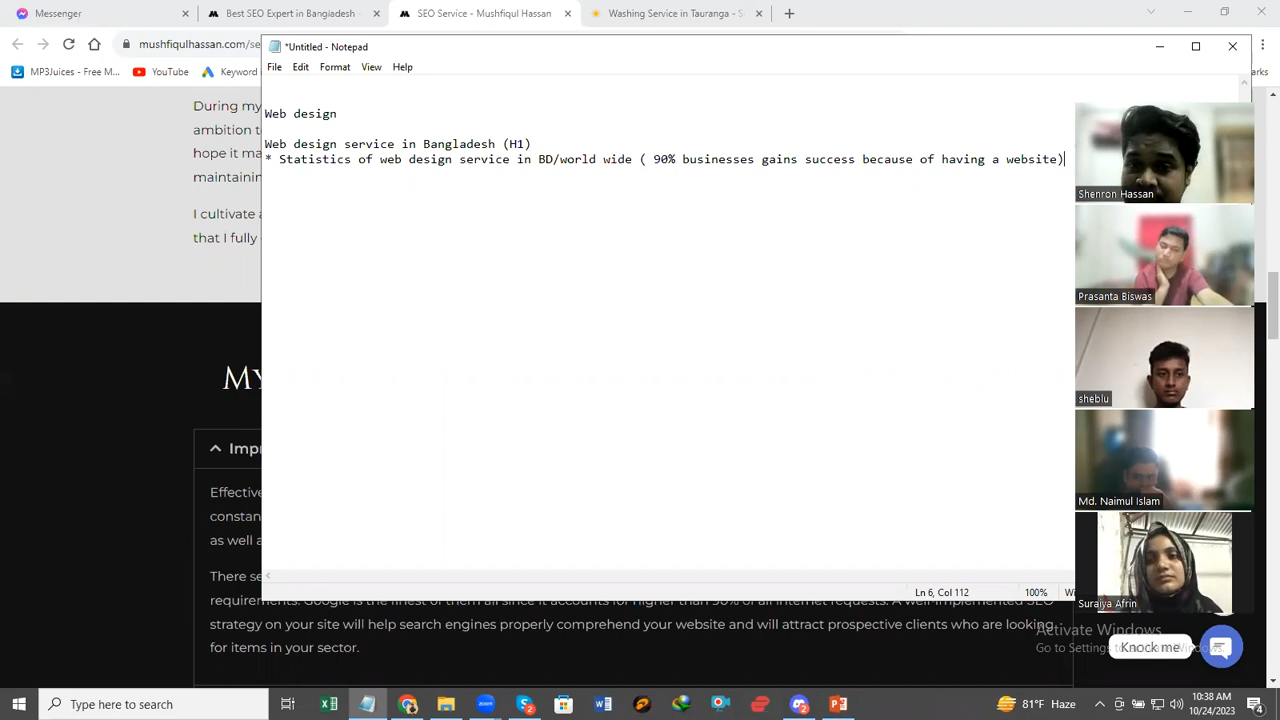 Messenger
Best SEO Expert in Bangladesh -
SEO Service - Mushfiqul Hassan
Washing Service in Tauranga - S
mushfiqulhassan.com/se
MP3Juices - Free M...
YouTube
Keyword
*Untitled - Notepad
File Edit Format View Help
Web design
Web design service in Bangladesh (H1)
* Statistics of web design service in BD/world wide ( 90% businesses gains success because of having a website)
During my
ambition t
hope it ma
maintainin
I cultivate a
that I fully
My
Impr
Effective
constan
as well a
There se
requirements. Google is the finest of them all since it accounts for higher than 90% of all internet requests. A well-implemented SEO
strategy on your site will help search engines properly comprehend your website and will attract prospective clients who are looking
for items in your sector.
Ln 6, Col 112
100%
Wi
Shenron Hassan
Prasanta Biswas
sheblu
Md. Naimul Islam
Suraiya Afrin
Activate Windows
Go to Settings to activate Windows.
Knock me
Type here to search
81°F Haze
10:38 AM
10/24/2023
4